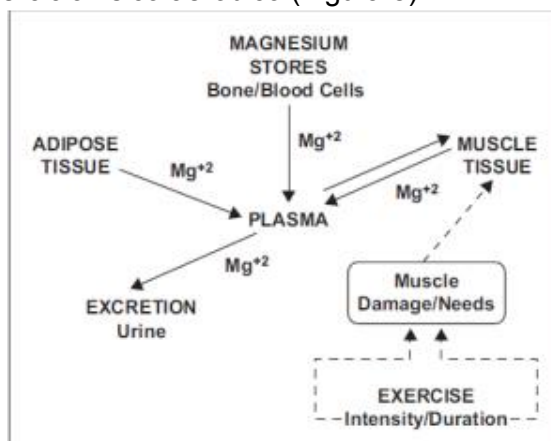 MAGNESIUM
STORES
Bone/Blood Cells
Mg+2
ADIPOSE
TISSUE
Mg+2
MUSCLE
TISSUE
Mg+2
PLASMA
Mg+2
EXCRETION
Urine
Muscle
Damage/Needs
EXERCISE
Intensity/Duration